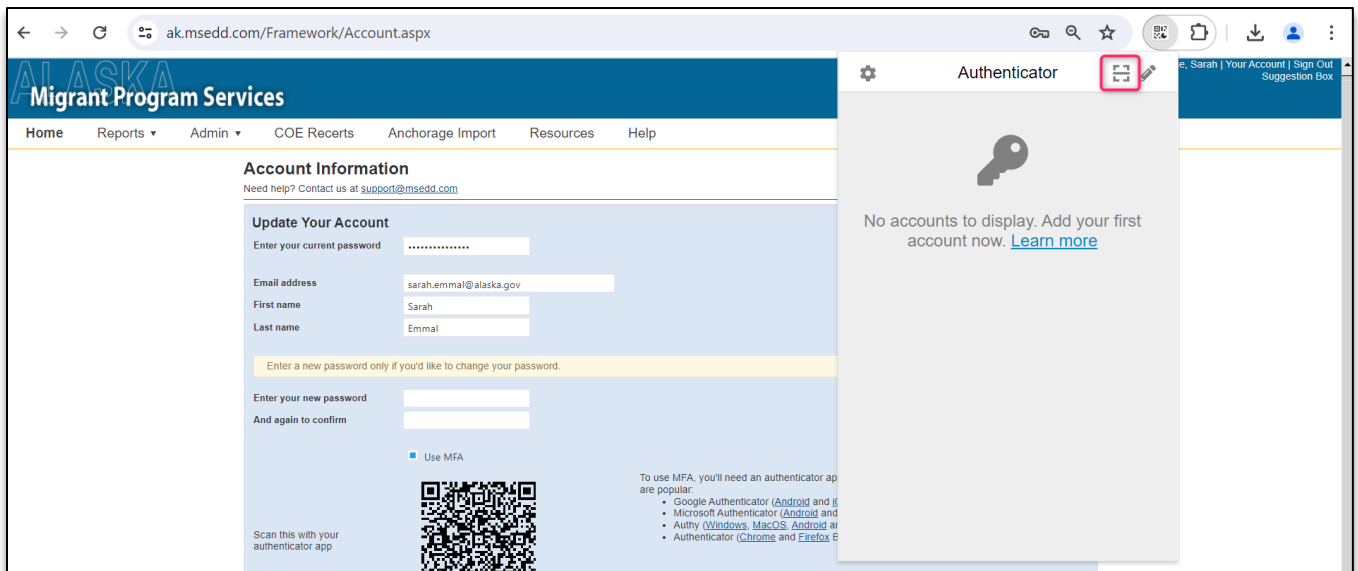 ak.msedd.com/Framework/Account.aspx
ALASKA
Migrant Program Services
e, Sarah | Your Account | Sign Out
Suggestion Box
Home Reports ▾ Admin ▾ COE Recerts Anchorage Import Resources Help
Authenticator
No accounts to display. Add your first
account now. Learn more
Account Information
Need help? Contact us at support@msedd.com
Update Your Account
Enter your current password ••••••••••••••
Email address sarah.emmal@alaska.gov
First name Sarah
Last name Emmal
Enter a new password only if you'd like to change your password.
Enter your new password
And again to confirm
Use MFA
Scan this with your
authenticator app
To use MFA, you'll need an authenticator ap
are popular:
• Google Authenticator (Android and
• Microsoft Authenticator (Android and
• Authy (Windows, MacOS, Android
• Authenticator (Chrome and Firefox B